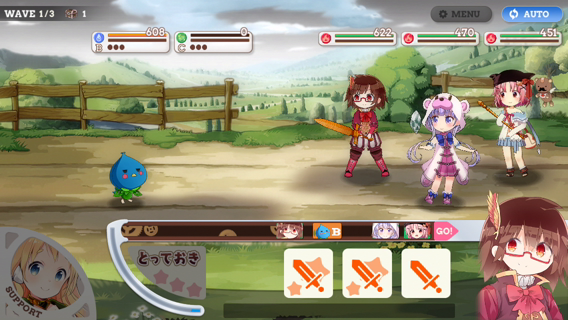 WAVE 1/3 1
MENU
AUTO
608
B
0
C
622
470
451
B
GO!
とっておき
SUPPORT